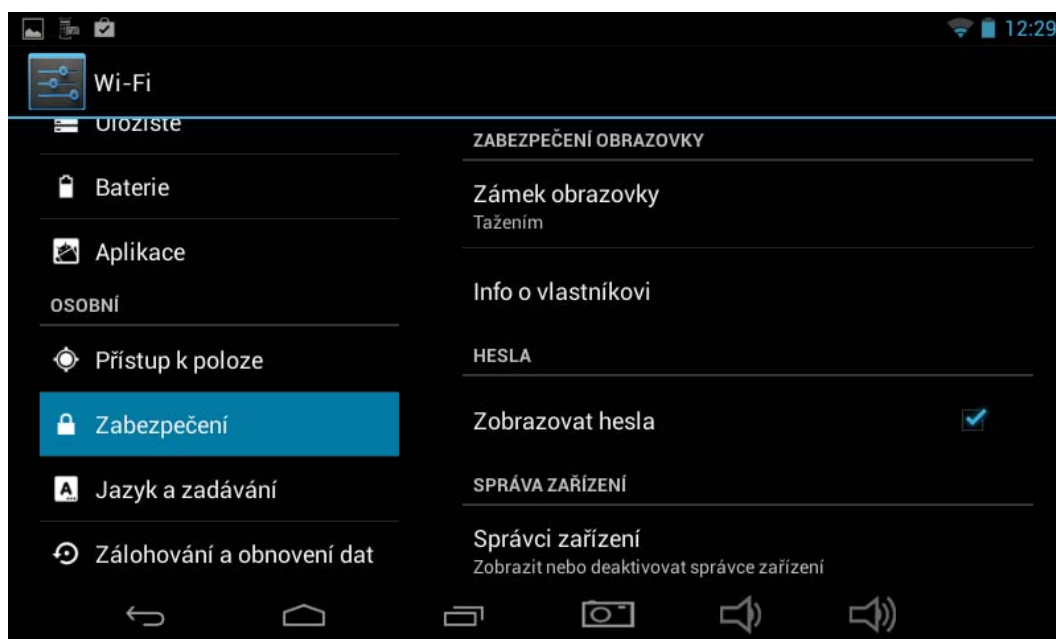 12:29
Wi-Fi
Úložiště
Baterie
Aplikace
OSOBNÍ
Přístup k poloze
Zabezpečení
Jazyk a zadávání
Zálohování a obnovení dat
ZABEZPEČENÍ OBRAZOVKY
Zámek obrazovky
Tažením
Info o vlastníkovi
HESLA
Zobrazovat hesla
SPRÁVA ZAŘÍZENÍ
Správci zařízení
Zobrazit nebo deaktivovat správce zařízení